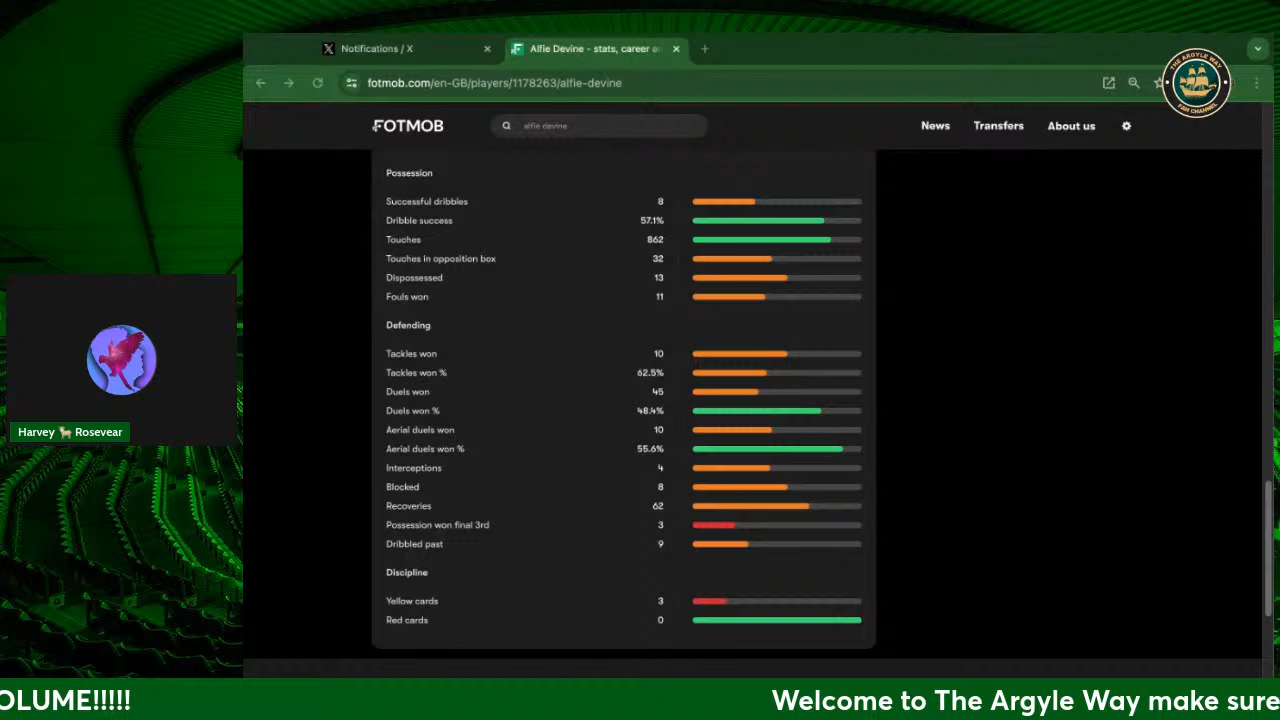 Notifications / X
Alfie Devine - stats, career
fotmob.com/en-GB/players/1178263/alfie-devine
THE ARGYLE WAY
FAN CHANNEL
FOTMOB
alfie devine
News
Transfers
About us
Possession
Successful dribbles 8
Dribble success 57.1%
Touches 862
Touches in opposition box 32
Dispossessed 13
Fouls won 11
Defending
Tackles won 10
Tackles won % 62.5%
Duels won 45
Duels won % 48.4%
Aerial duels won 10
Aerial duels won % 55.6%
Interceptions 4
Blocked 8
Recoveries 62
Possession won final 3rd 3
Dribbled past 9
Discipline
Yellow cards 3
Red cards 0
Harvey 🐐 Rosevear
OLUME!!!!! Welcome to The Argyle Way make sure